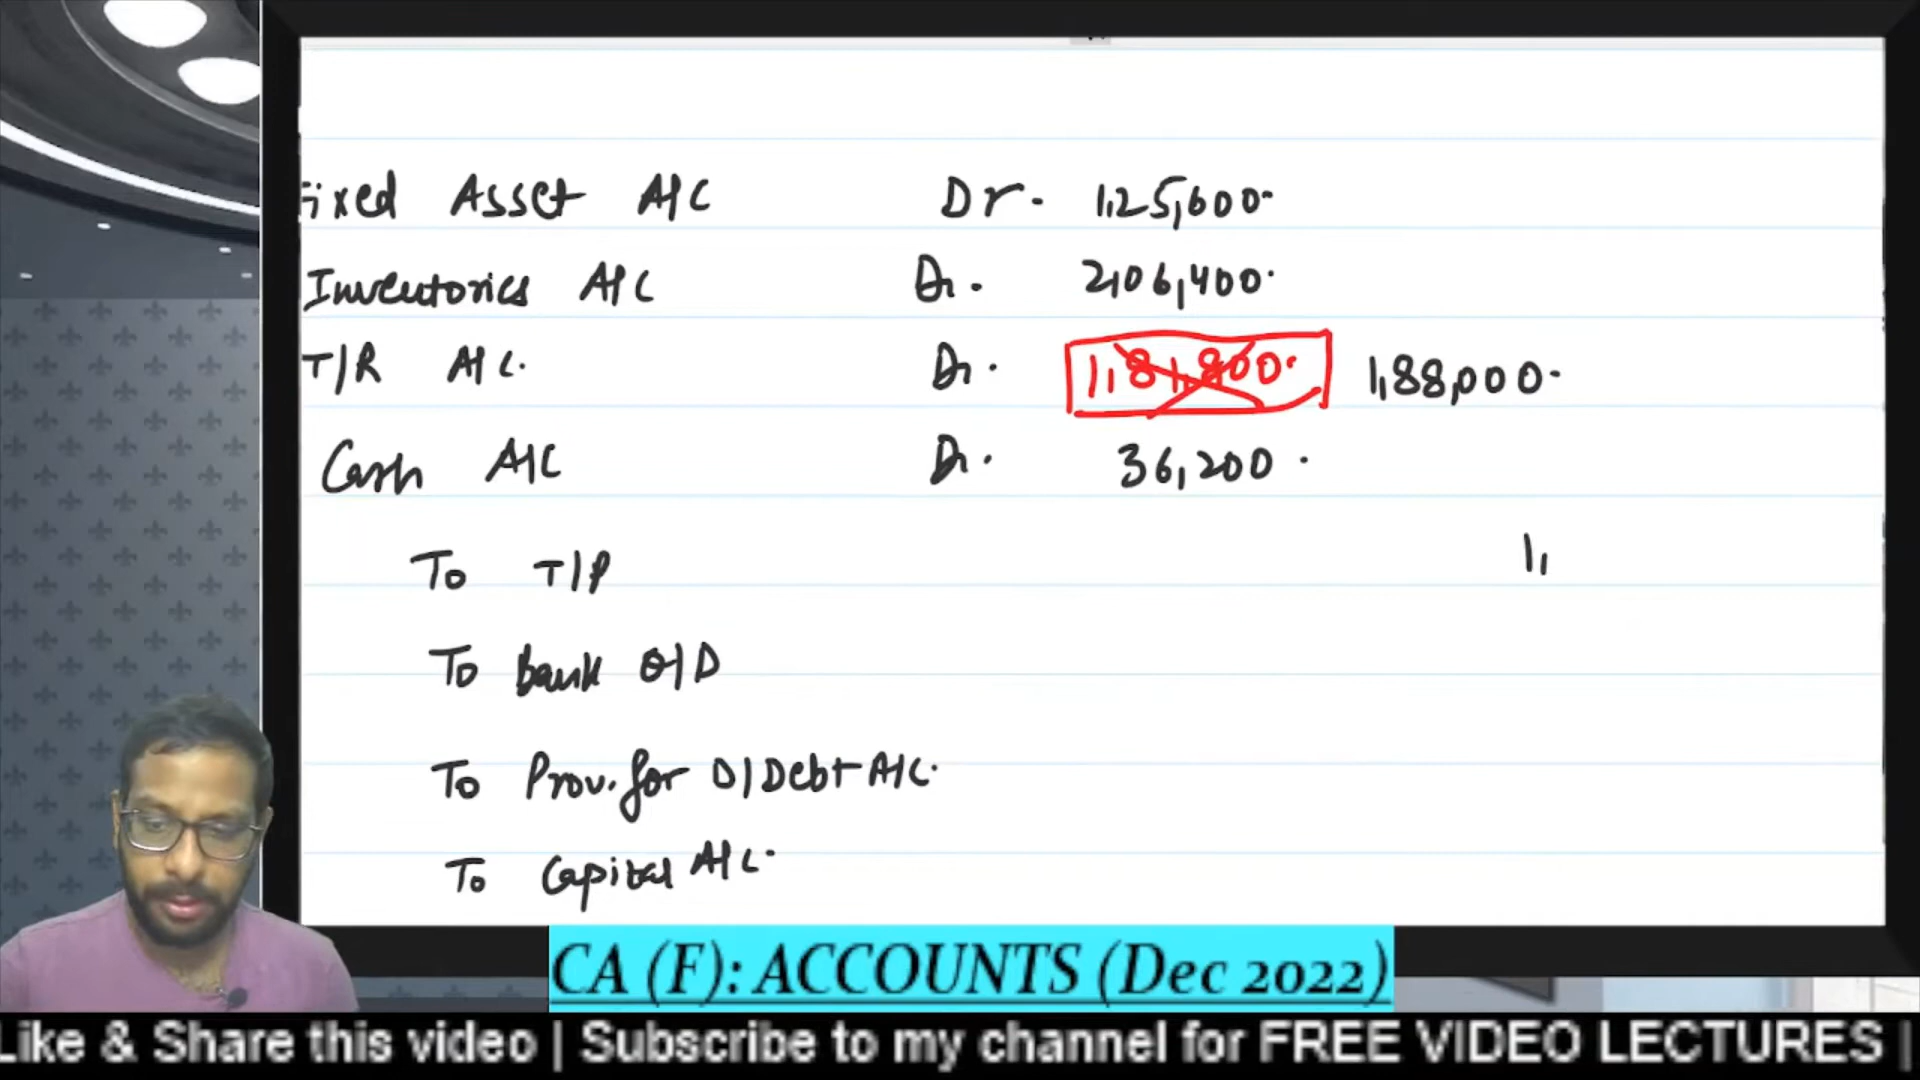 Fixed Asset A/C Dr. 1,25,600.
Inventories A/C Dr. 2,06,400.
T/R A/C. Dr. 1,81,800. 1,88,000.
Cash A/C Dr. 36,200.
To T/P 1,
To Bank O/D
To Prov. for D/Debt A/C.
To Capital A/C.
CA (F): ACCOUNTS (Dec 2022)
Like & Share this video | Subscribe to my channel for FREE VIDEO LECTURES |